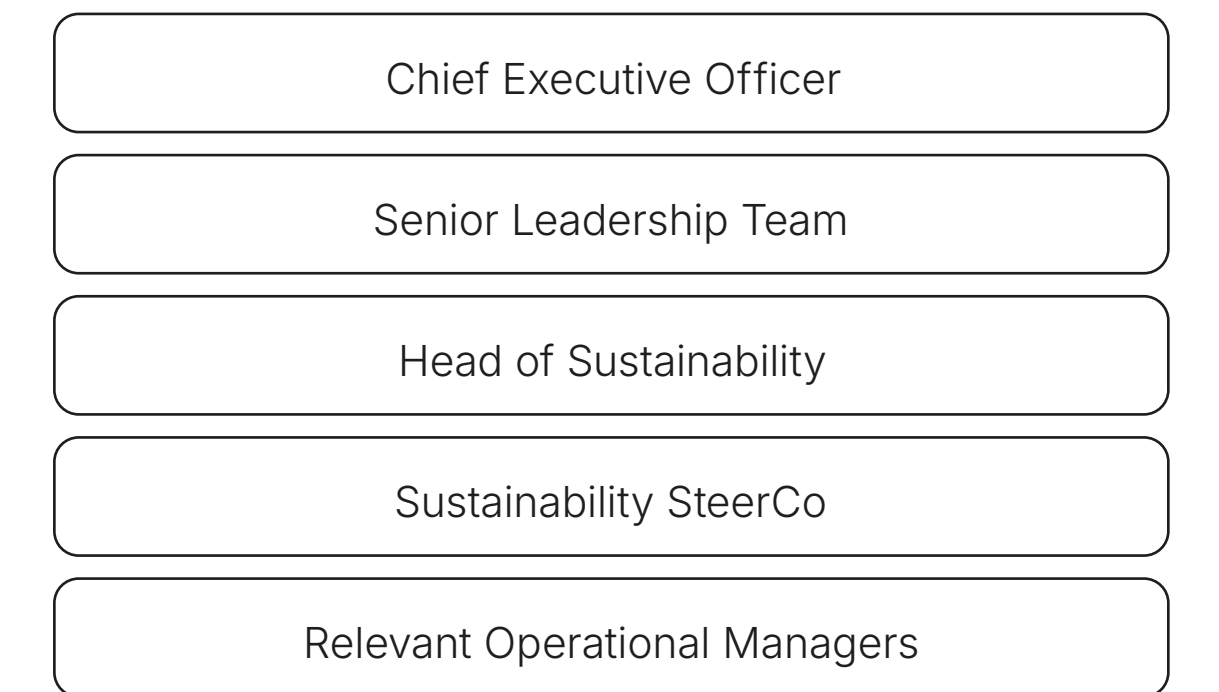 Chief Executive Officer
Senior Leadership Team
Head of Sustainability
Sustainability SteerCo
Relevant Operational Managers